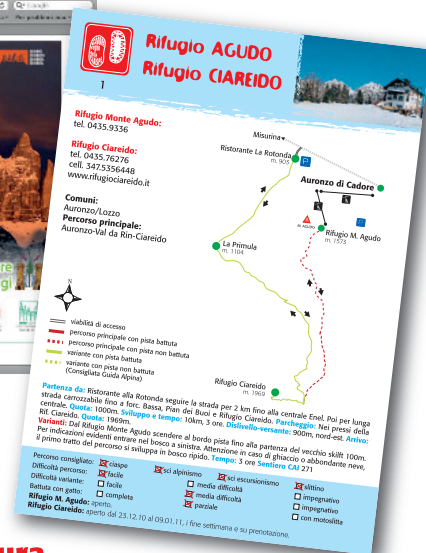 Rifugio AGUDO
Rifugio CIAREIDO
1
Rifugio Monte Agudo:
tel. 0435.9336
Rifugio Ciareido:
tel. 0435.76276
cell. 347.5356448
www.rifugiociareido.it
Comuni:
Auronzo/Lozzo
Percorso principale:
Auronzo-Val da Rin-Ciareido
Misurina
Ristorante La Rotonda
m. 905
P
Auronzo di Cadore
P
M. AGUDO
Rifugio M. Agudo
m. 1573
La Primula
m. 1104
Rifugio Ciareido
m. 1969
N
viabilità di accesso
percorso principale con pista battuta
percorso principale con pista non battuta
variante con pista battuta
variante con pista non battuta
(Consigliata Guida Alpina)
Partenza da: Ristorante alla Rotonda seguire la strada per 2 km fino alla centrale Enel. Poi per lunga
strada carrozzabile fino a forc. Bassa, Pian dei Buoi e Rifugio Ciareido. Parcheggio: Nei pressi della
centrale. Quota: 1000m. Sviluppo e tempo: 10km, 3 ore. Dislivello-versante: 900m, nord-est. Arrivo:
Rif. Ciareido. Quota: 1969m.
Varianti: Dal Rifugio Monte Agudo scendere al bordo pista fino alla partenza del vecchio skilift 100m.
Per indicazioni evidenti entrare nel bosco a sinistra. Attenzione in caso di ghiaccio o abbondante neve,
il primo tratto del percorso si sviluppa in bosco ripido. Tempo: 3 ore Sentiero CAI 271
Percorso consigliato: ciaspe sci alpinismo sci escursionismo slittino
Difficoltà percorso: facile media difficoltà impegnativo
Difficoltà variante: facile media difficoltà impegnativo
Battuta con gatto: completa parziale con motoslitta
Rifugio M. Agudo: aperto.
Rifugio Ciareido: aperto dal 23.12.10 al 09.01.11, i fine settimana e su prenotazione.